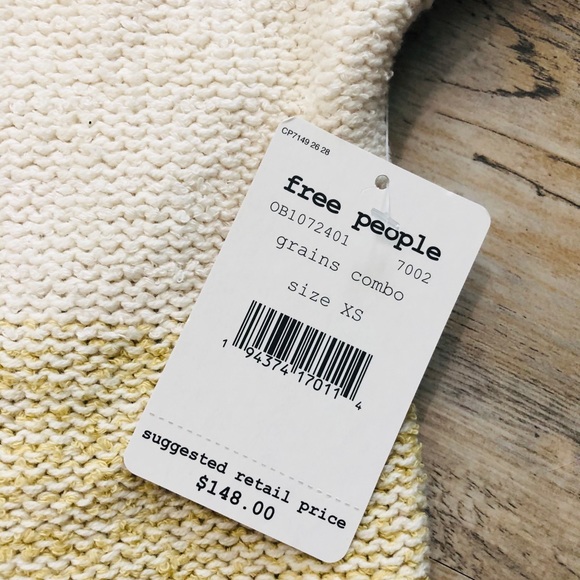 CP7149 26 28
free people
OB1072401 7002
grains combo
size XS
1 94374 17011 4
suggested retail price
$148.00